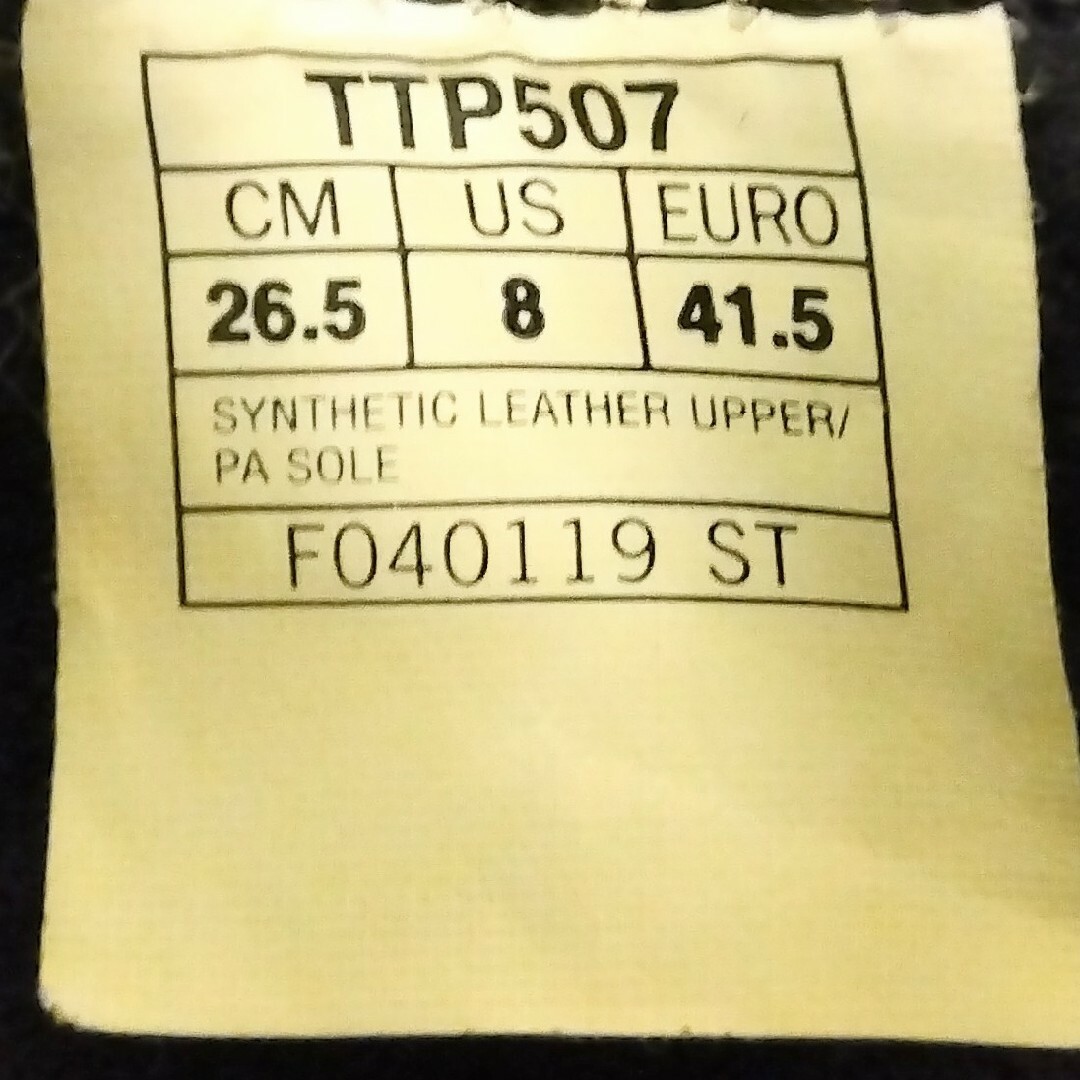 TTP507
CM US EURO
26.5 8 41.5
SYNTHETIC LEATHER UPPER/
PA SOLE
F040119 ST